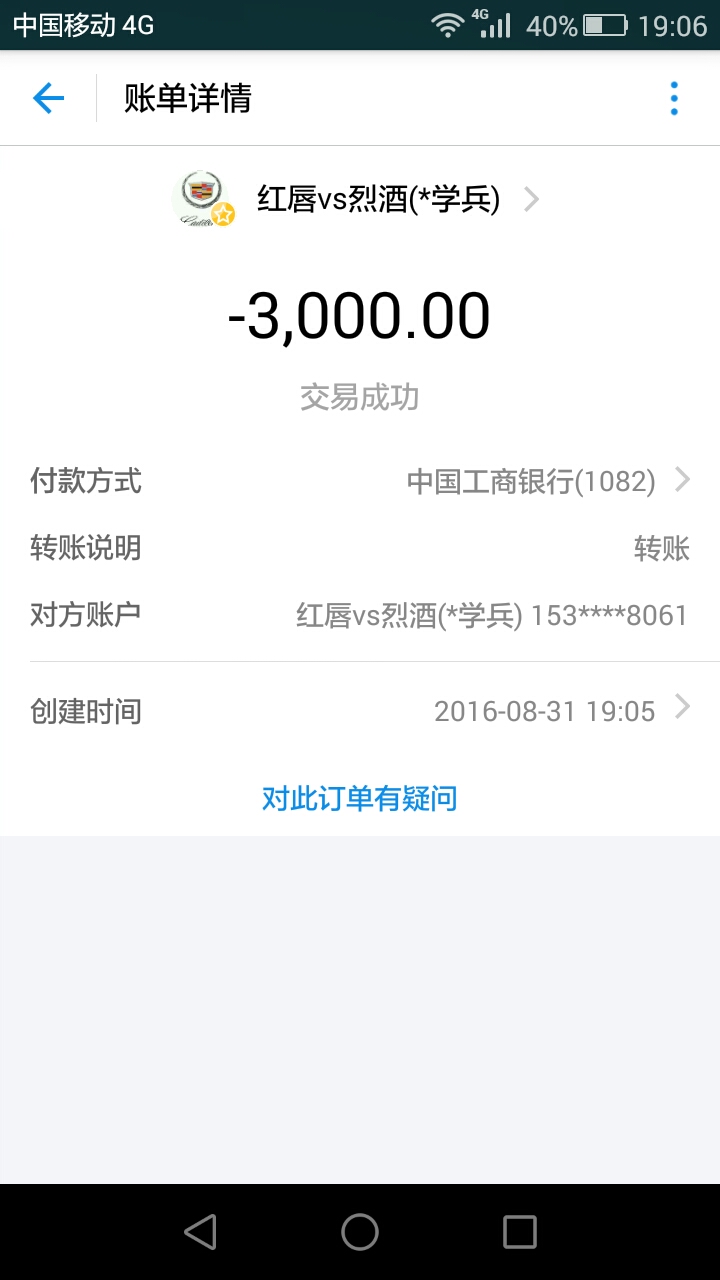 中国移动 4G 4G 40% 19:06
账单详情
红唇vs烈酒(*学兵)
-3,000.00
交易成功
付款方式 中国工商银行(1082)
转账说明 转账
对方账户 红唇vs烈酒(*学兵) 153****8061
创建时间 2016-08-31 19:05
对此订单有疑问